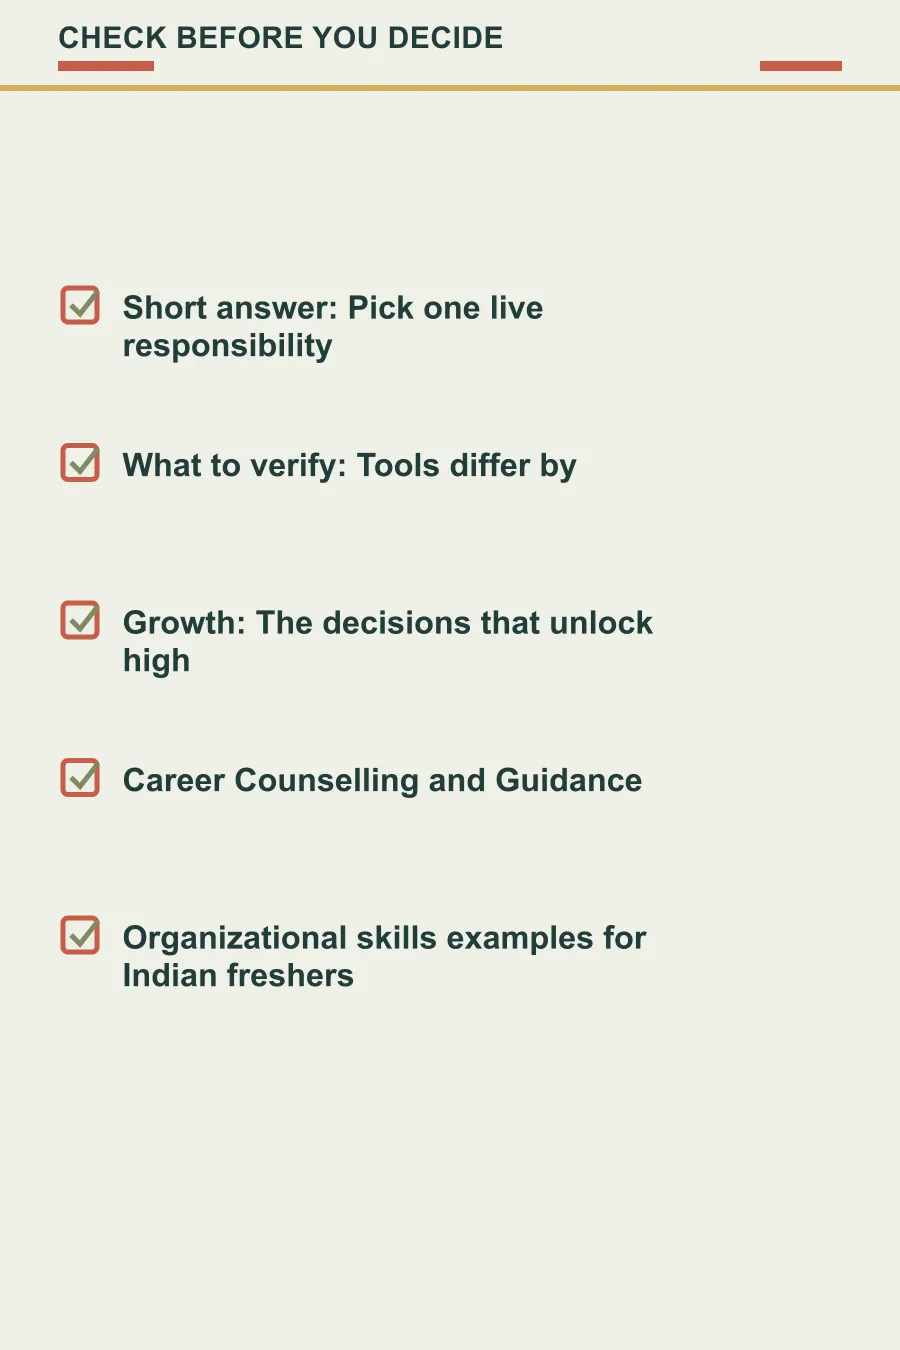 CHECK BEFORE YOU DECIDE
Short answer: Pick one live
responsibility
What to verify: Tools differ by
Growth: The decisions that unlock
high
Career Counselling and Guidance
Organizational skills examples for
Indian freshers